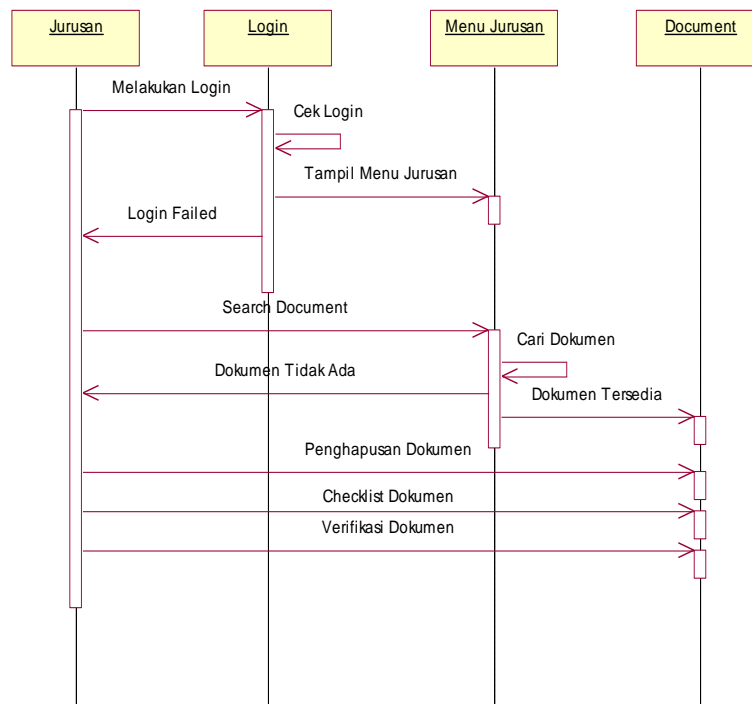 Jurusan
Login
Menu Jurusan
Document
Melakukan Login
Cek Login
Tampil Menu Jurusan
Login Failed
Search Document
Cari Dokumen
Dokumen Tidak Ada
Dokumen Tersedia
Penghapusan Dokumen
Checklist Dokumen
Verifikasi Dokumen